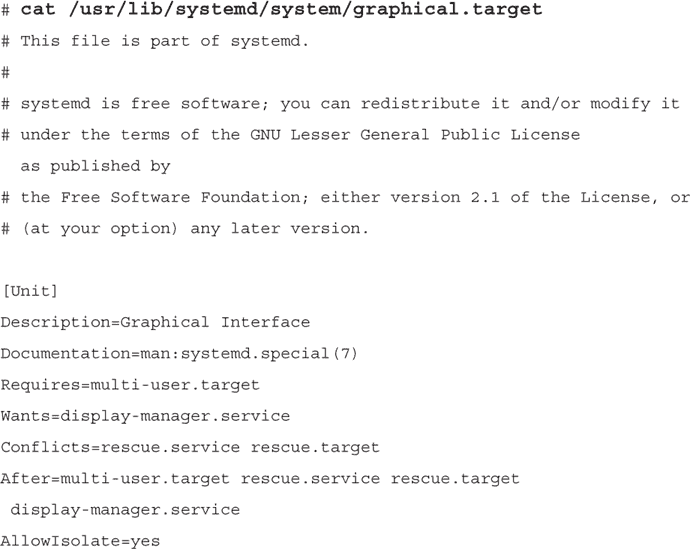 # cat /usr/lib/systemd/system/graphical.target
# This file is part of systemd.
#
# systemd is free software; you can redistribute it and/or modify it
# under the terms of the GNU Lesser General Public License
as published by
# the Free Software Foundation; either version 2.1 of the License, or
# (at your option) any later version.

[Unit]
Description=Graphical Interface
Documentation=man:systemd.special(7)
Requires=multi-user.target
Wants=display-manager.service
Conflicts=rescue.service rescue.target
After=multi-user.target rescue.service rescue.target
display-manager.service
AllowIsolate=yes